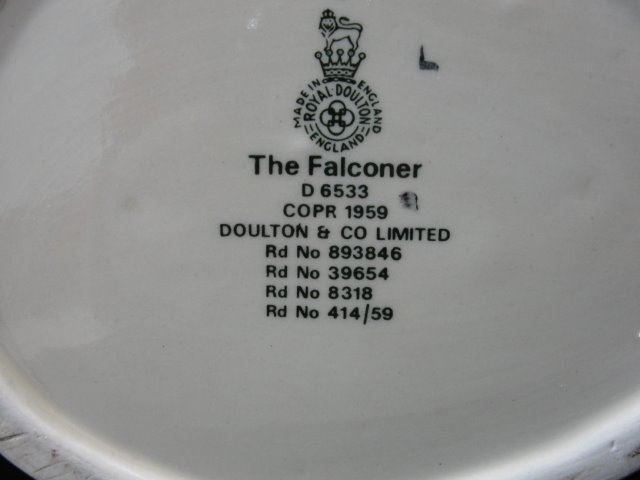 MADE IN ENGLAND
ROYAL·DOULTON
ENGLAND
The Falconer
D 6533
COPR 1959
DOULTON & CO LIMITED
Rd No 893846
Rd No 39654
Rd No 8318
Rd No 414/59
L